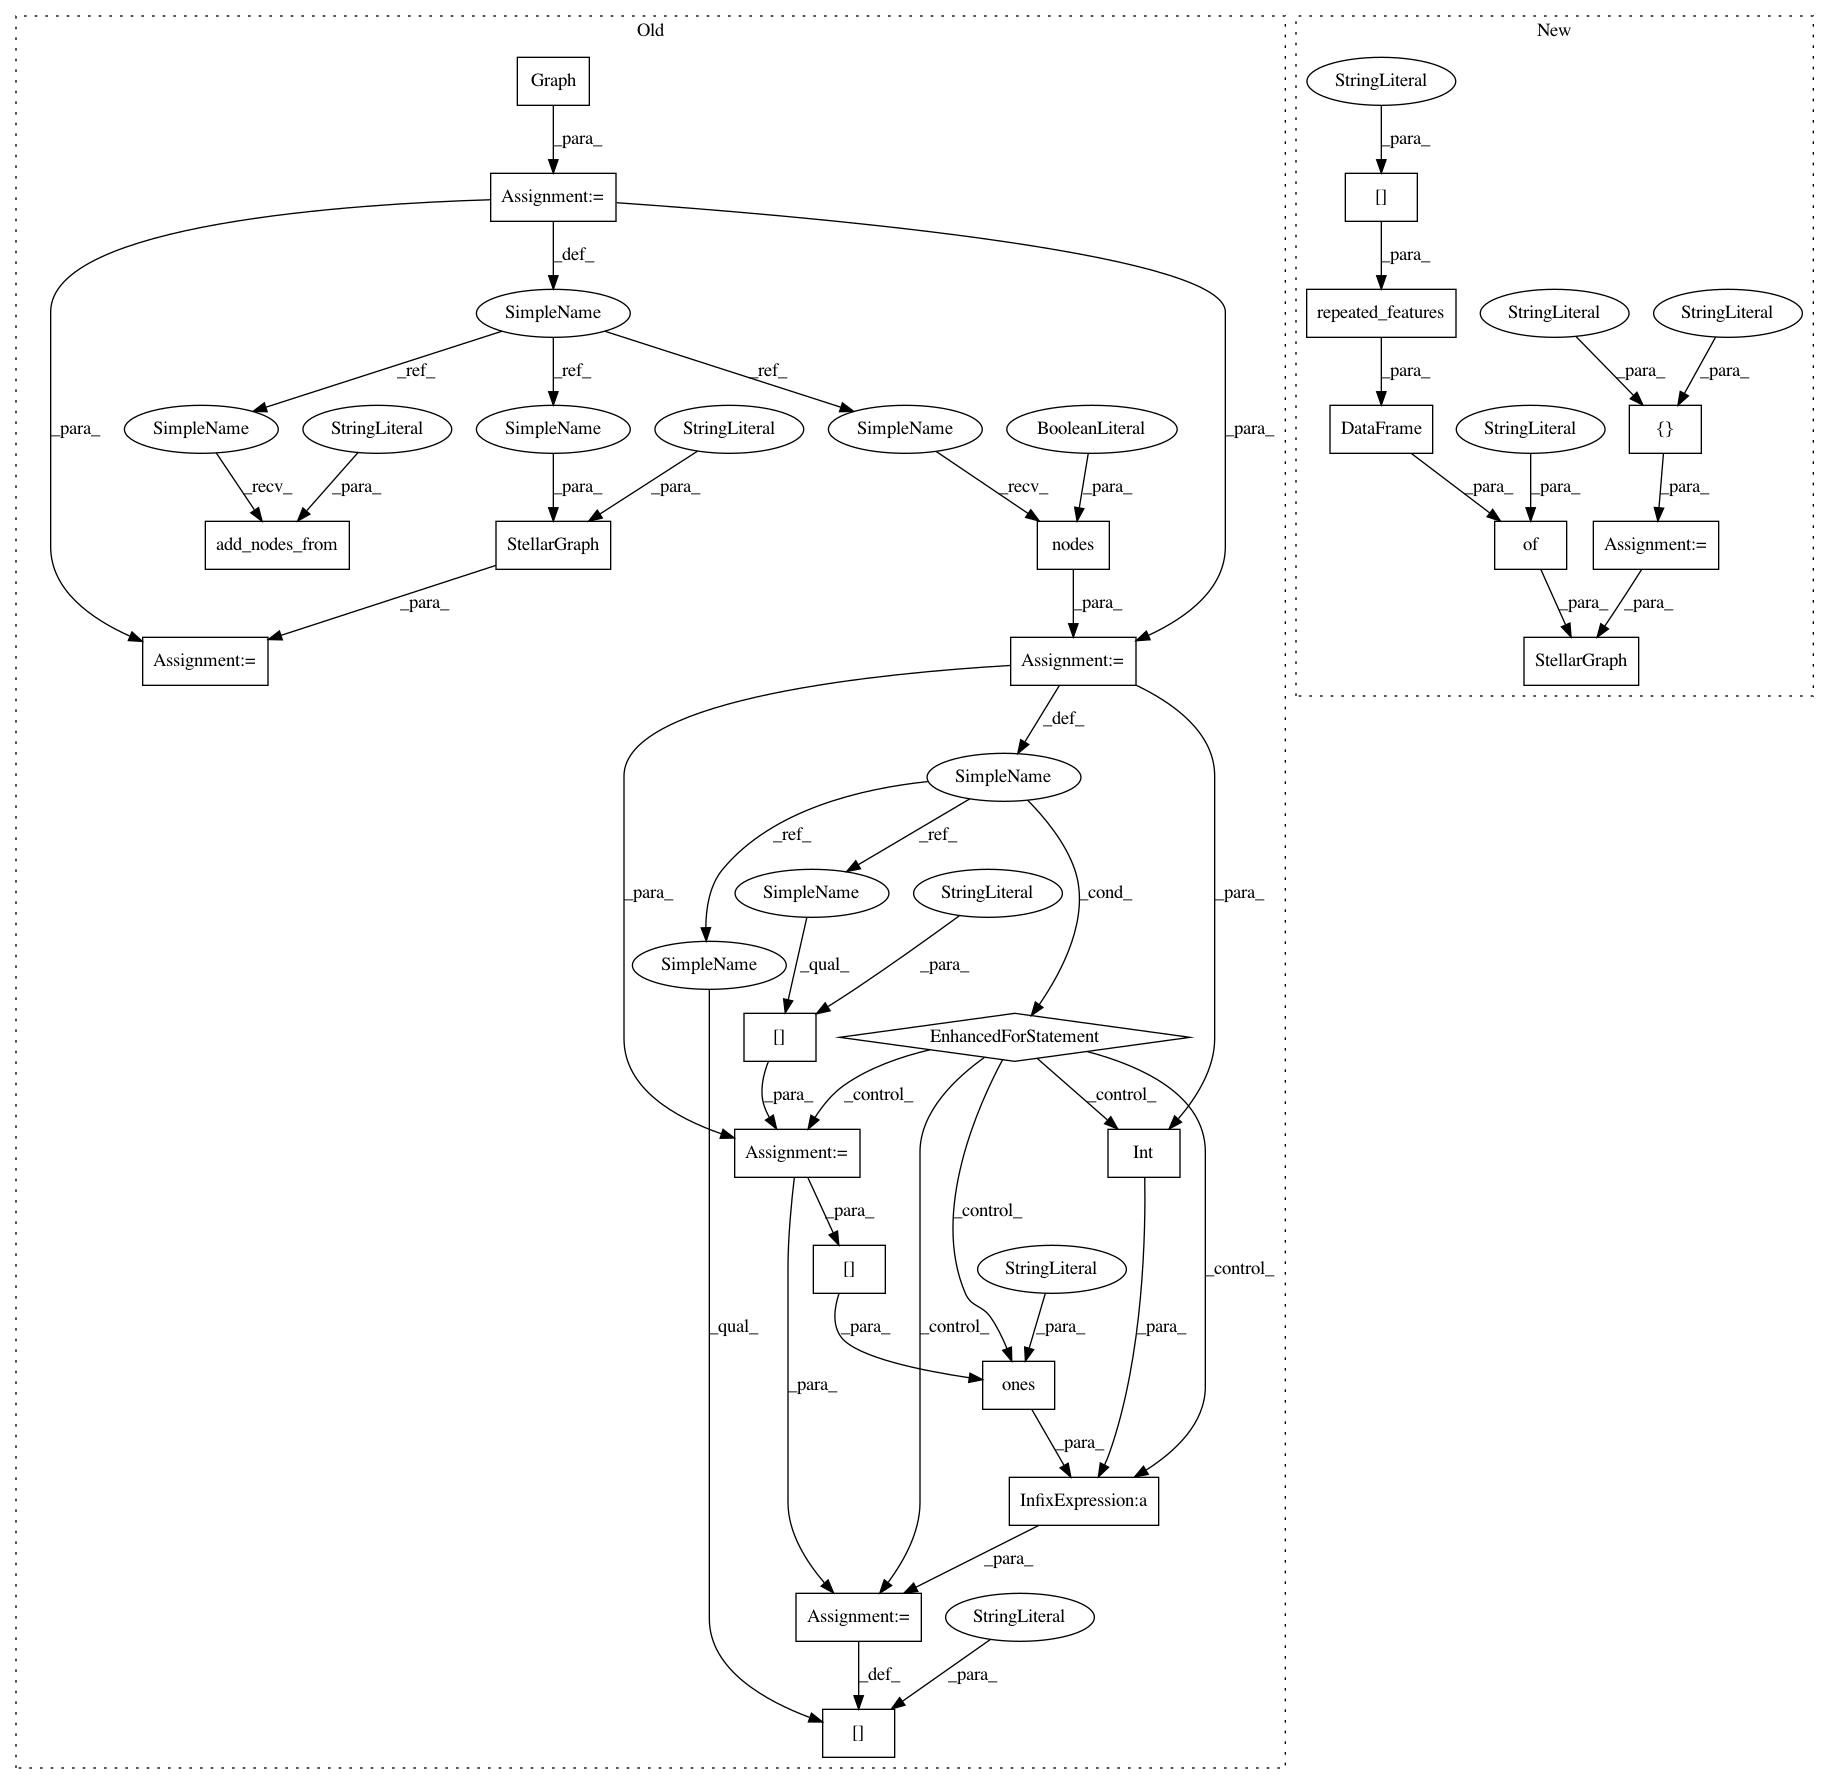 Old
New
Graph
StringLiteral
_para_
_para_
Assignment:=
[]
_def_
_para_
SimpleName
repeated_features
StringLiteral
StringLiteral
_ref_
_ref_
_ref_
_para_
_para_
_para_
_para_
SimpleName
StringLiteral
SimpleName
StringLiteral
SimpleName
BooleanLiteral
_para_
DataFrame
StringLiteral
{}
_recv_
_para_
_para_
_para_
_recv_
_para_
_para_
_para_
_para_
add_nodes_from
StellarGraph
nodes
of
Assignment:=
_para_
_para_
_para_
_para_
Assignment:=
Assignment:=
StellarGraph
_def_
SimpleName
_ref_
_ref_
_para_
SimpleName
StringLiteral
_cond_
_para_
SimpleName
_qual_
_para_
[]
EnhancedForStatement
_para_
_control_
_control_
Assignment:=
Int
_para_
_control_
[]
StringLiteral
_control_
_qual_
_para_
_control_
_para_
_para_
_para_
ones
_para_
InfixExpression:a
_para_
Assignment:=
StringLiteral
_def_
_para_
[]